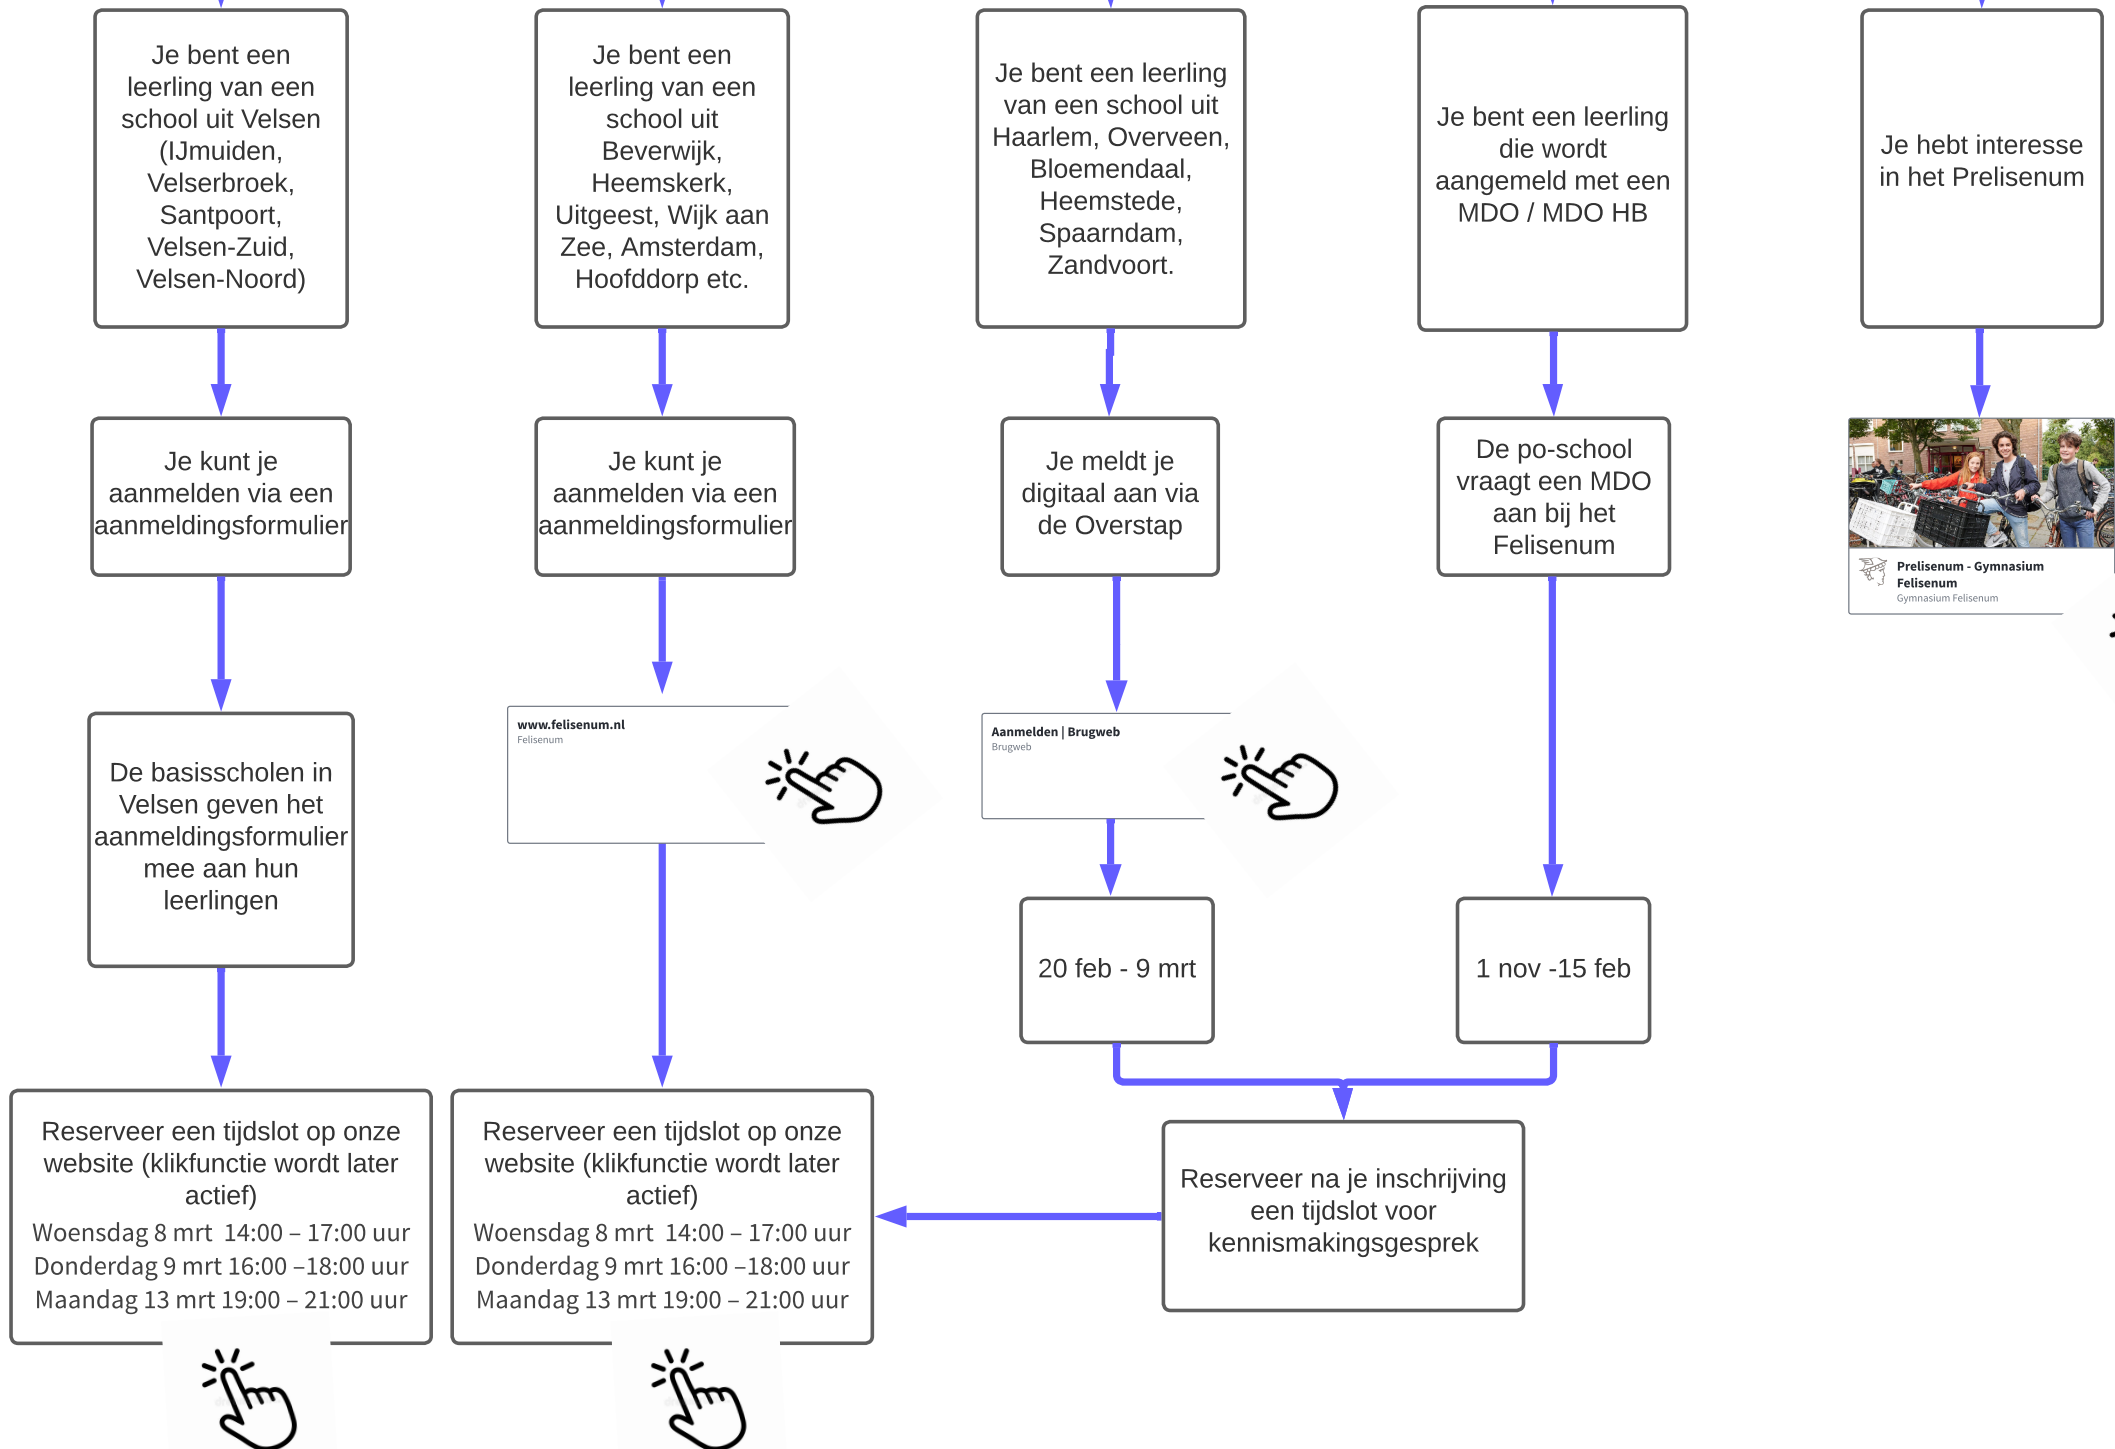 Je bent een
leerling van een
school uit Velsen
(IJmuiden,
Velserbroek,
Santpoort,
Velsen-Zuid,
Velsen-Noord)
Je kunt je
aanmelden via een
aanmeldingsformulier
De basisscholen in
Velsen geven het
aanmeldingsformulier
mee aan hun
leerlingen
Reserveer een tijdslot op onze
website (klikfunctie wordt later
actief)
Woensdag 8 mrt  14:00 – 17:00 uur
Donderdag 9 mrt 16:00 –18:00 uur
Maandag 13 mrt 19:00 – 21:00 uur
Je bent een
leerling van een
school uit
Beverwijk,
Heemskerk,
Uitgeest, Wijk aan
Zee, Amsterdam,
Hoofddorp etc.
Je kunt je
aanmelden via een
aanmeldingsformulier
www.felisenum.nl
Felisenum
Reserveer een tijdslot op onze
website (klikfunctie wordt later
actief)
Woensdag 8 mrt  14:00 – 17:00 uur
Donderdag 9 mrt 16:00 –18:00 uur
Maandag 13 mrt 19:00 – 21:00 uur
Je bent een leerling
van een school uit
Haarlem, Overveen,
Bloemendaal,
Heemstede,
Spaarndam,
Zandvoort.
Je meldt je
digitaal aan via
de Overstap
Aanmelden | Brugweb
Brugweb
20 feb - 9 mrt
Je bent een leerling
die wordt
aangemeld met een
MDO / MDO HB
De po-school
vraagt een MDO
aan bij het
Felisenum
1 nov -15 feb
Reserveer na je inschrijving
een tijdslot voor
kennismakingsgesprek
Je hebt interesse
in het Prelisenum
Prelisenum - Gymnasium
Felisenum
Gymnasium Felisenum